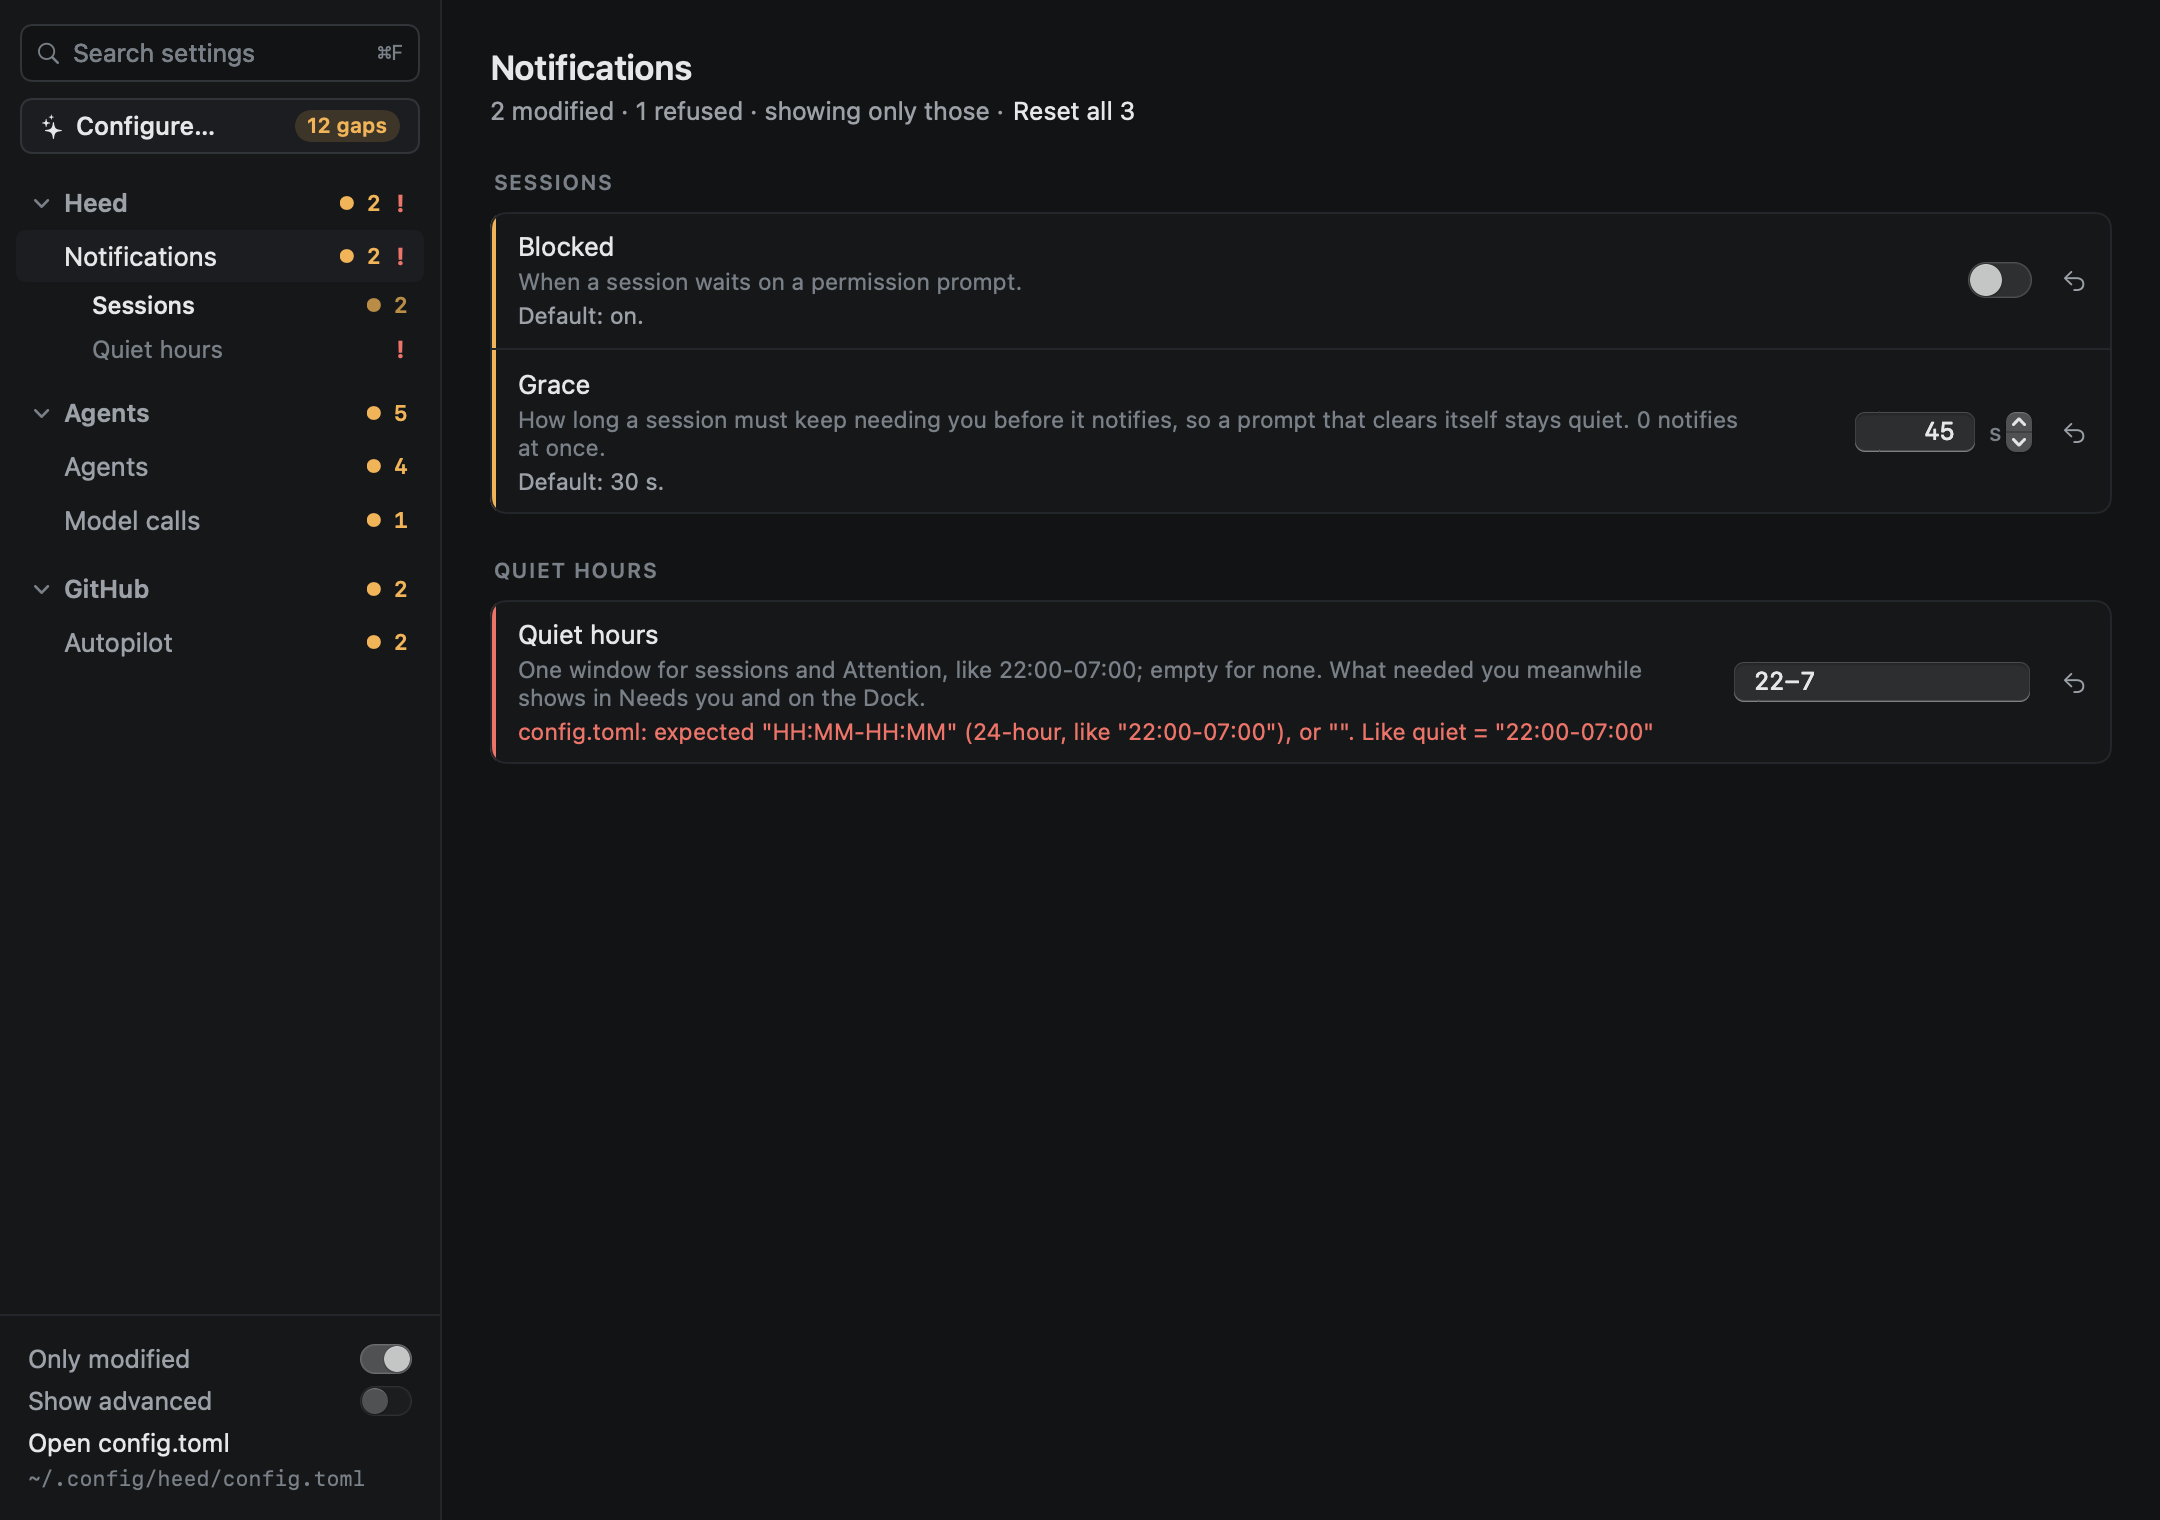 Search settings ⌘F
Configure... 12 gaps
Heed 2 !
Notifications 2 !
Sessions 2
Quiet hours !
Agents 5
Agents 4
Model calls 1
GitHub 2
Autopilot 2
Only modified
Show advanced
Open config.toml
~/.config/heed/config.toml
Notifications
2 modified · 1 refused · showing only those · Reset all 3
SESSIONS
Blocked
When a session waits on a permission prompt.
Default: on.
Grace
How long a session must keep needing you before it notifies, so a prompt that clears itself stays quiet. 0 notifies
at once.
Default: 30 s.
45 s
QUIET HOURS
Quiet hours
One window for sessions and Attention, like 22:00-07:00; empty for none. What needed you meanwhile
shows in Needs you and on the Dock.
config.toml: expected "HH:MM-HH:MM" (24-hour, like "22:00-07:00"), or "". Like quiet = "22:00-07:00"
22–7